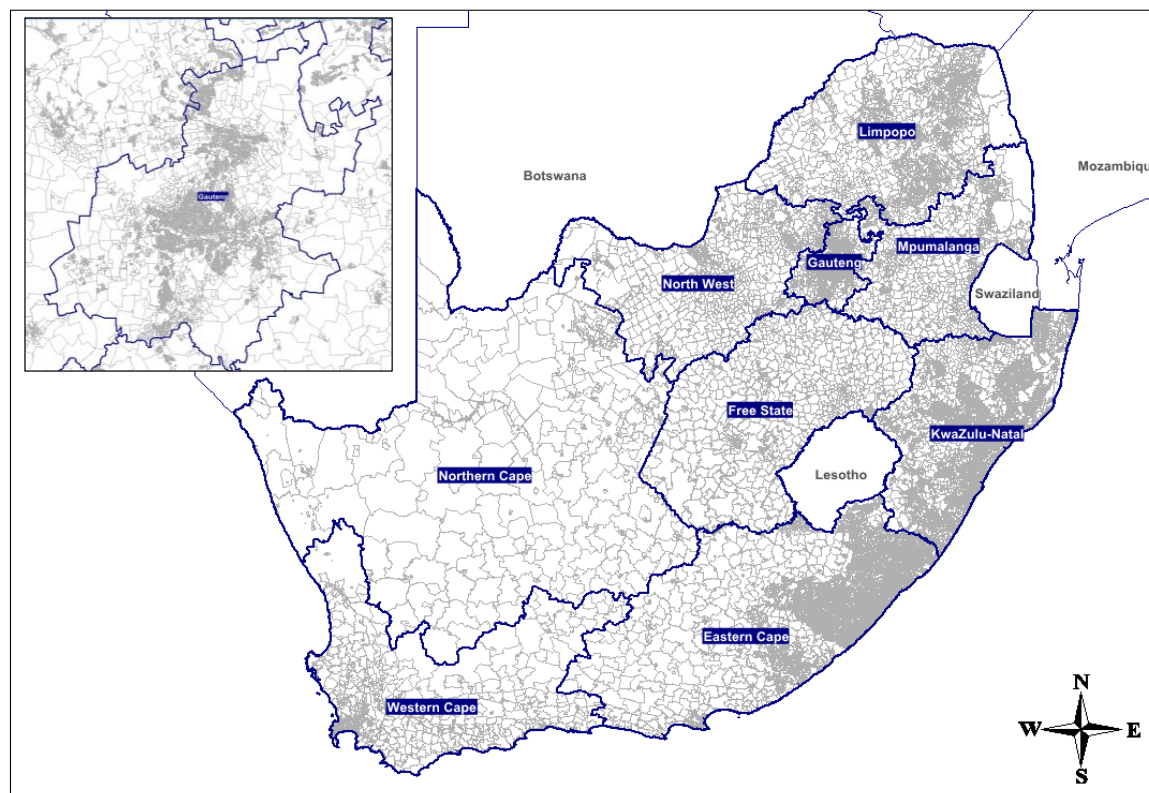 Gauteng
Limpopo
Botswana
Mozambiqu
Mpumalanga
Gauteng
North West
Swaziland
Free State
KwaZulu-Natal
Northern Cape
Lesotho
Eastern Cape
Western Cape
N
W
E
S